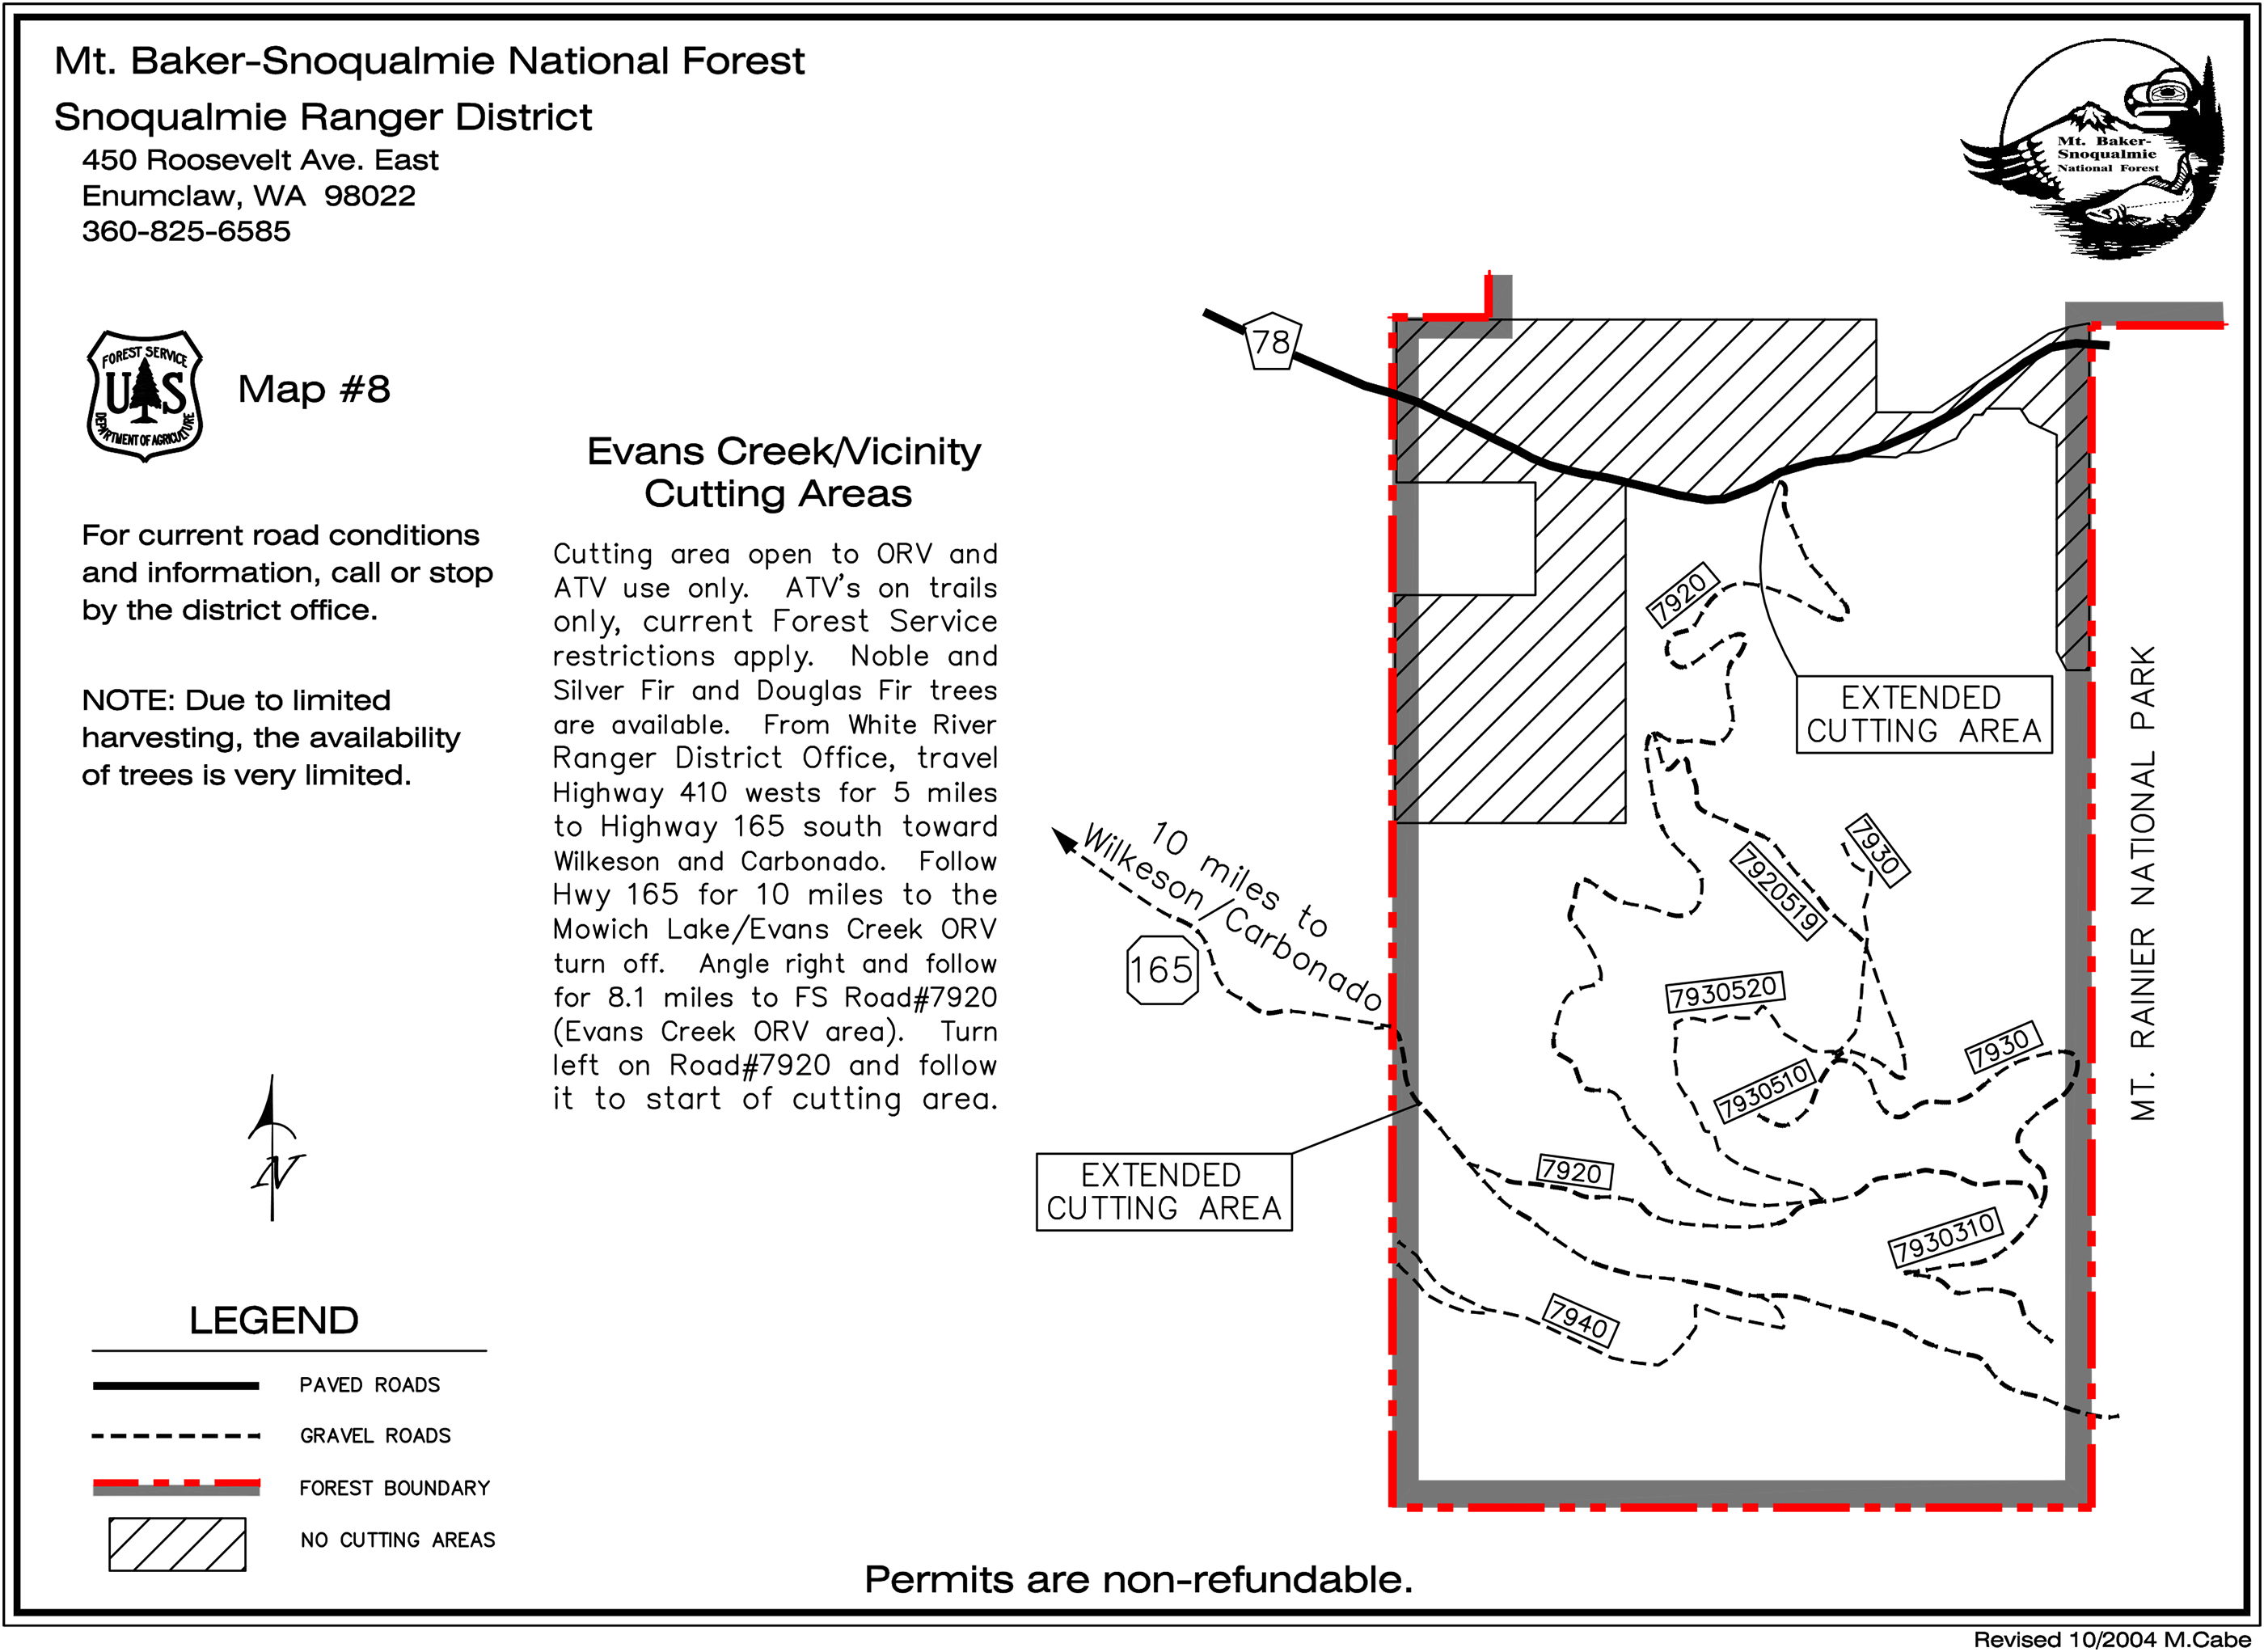 Mt. Baker-Snoqualmie National Forest
Snoqualmie Ranger District
450 Roosevelt Ave. East
Enumclaw, WA 98022
360-825-6585
Mt. Baker-
Snoqualmie
National Forest
FOREST SERVICE
U S
DEPARTMENT OF AGRICULTURE
Map #8
For current road conditions
and information, call or stop
by the district office.
NOTE: Due to limited
harvesting, the availability
of trees is very limited.
Evans Creek/Vicinity
Cutting Areas
Cutting area open to ORV and
ATV use only. ATV's on trails
only, current Forest Service
restrictions apply. Noble and
Silver Fir and Douglas Fir trees
are available. From White River
Ranger District Office, travel
Highway 410 wests for 5 miles
to Highway 165 south toward
Wilkeson and Carbonado. Follow
Hwy 165 for 10 miles to the
Mowich Lake/Evans Creek ORV
turn off. Angle right and follow
for 8.1 miles to FS Road#7920
(Evans Creek ORV area). Turn
left on Road#7920 and follow
it to start of cutting area.
78
7920
EXTENDED
CUTTING AREA
MT. RAINIER NATIONAL PARK
10 miles to
Wilkeson/Carbonado
165
7930
7920519
7930520
7930
7930510
EXTENDED
CUTTING AREA
7920
7930310
7940
N
LEGEND
PAVED ROADS
GRAVEL ROADS
FOREST BOUNDARY
NO CUTTING AREAS
Permits are non-refundable.
Revised 10/2004 M.Cabe